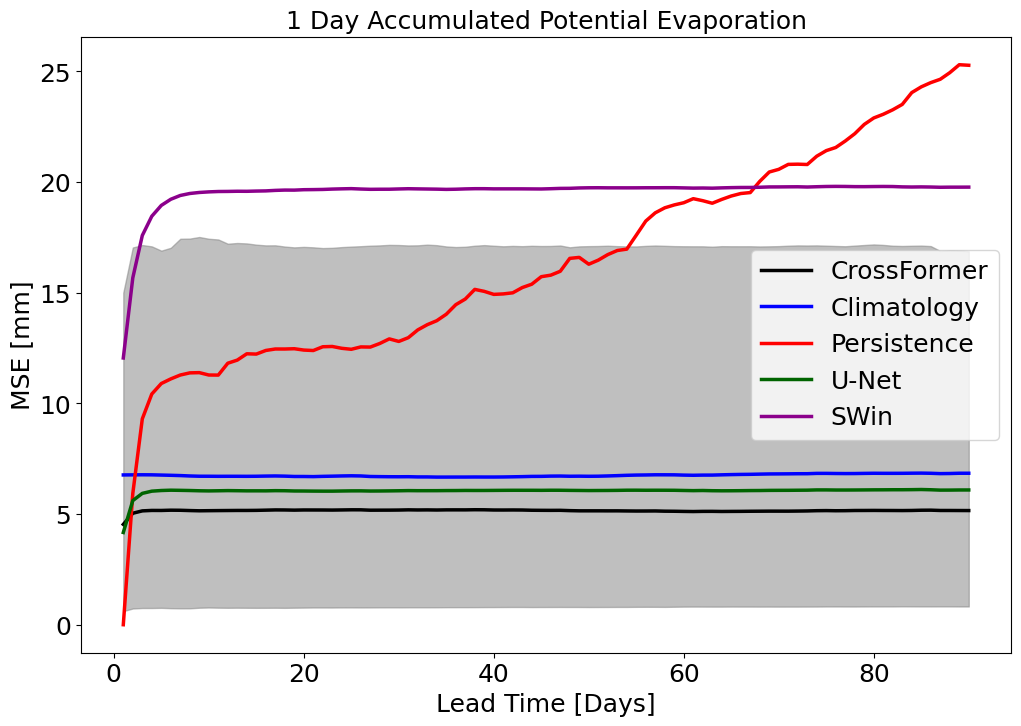 1 Day Accumulated Potential Evaporation
MSE [mm]
25
20
15
10
5
0
CrossFormer
Climatology
Persistence
U-Net
SWin
0 20 40 60 80
Lead Time [Days]